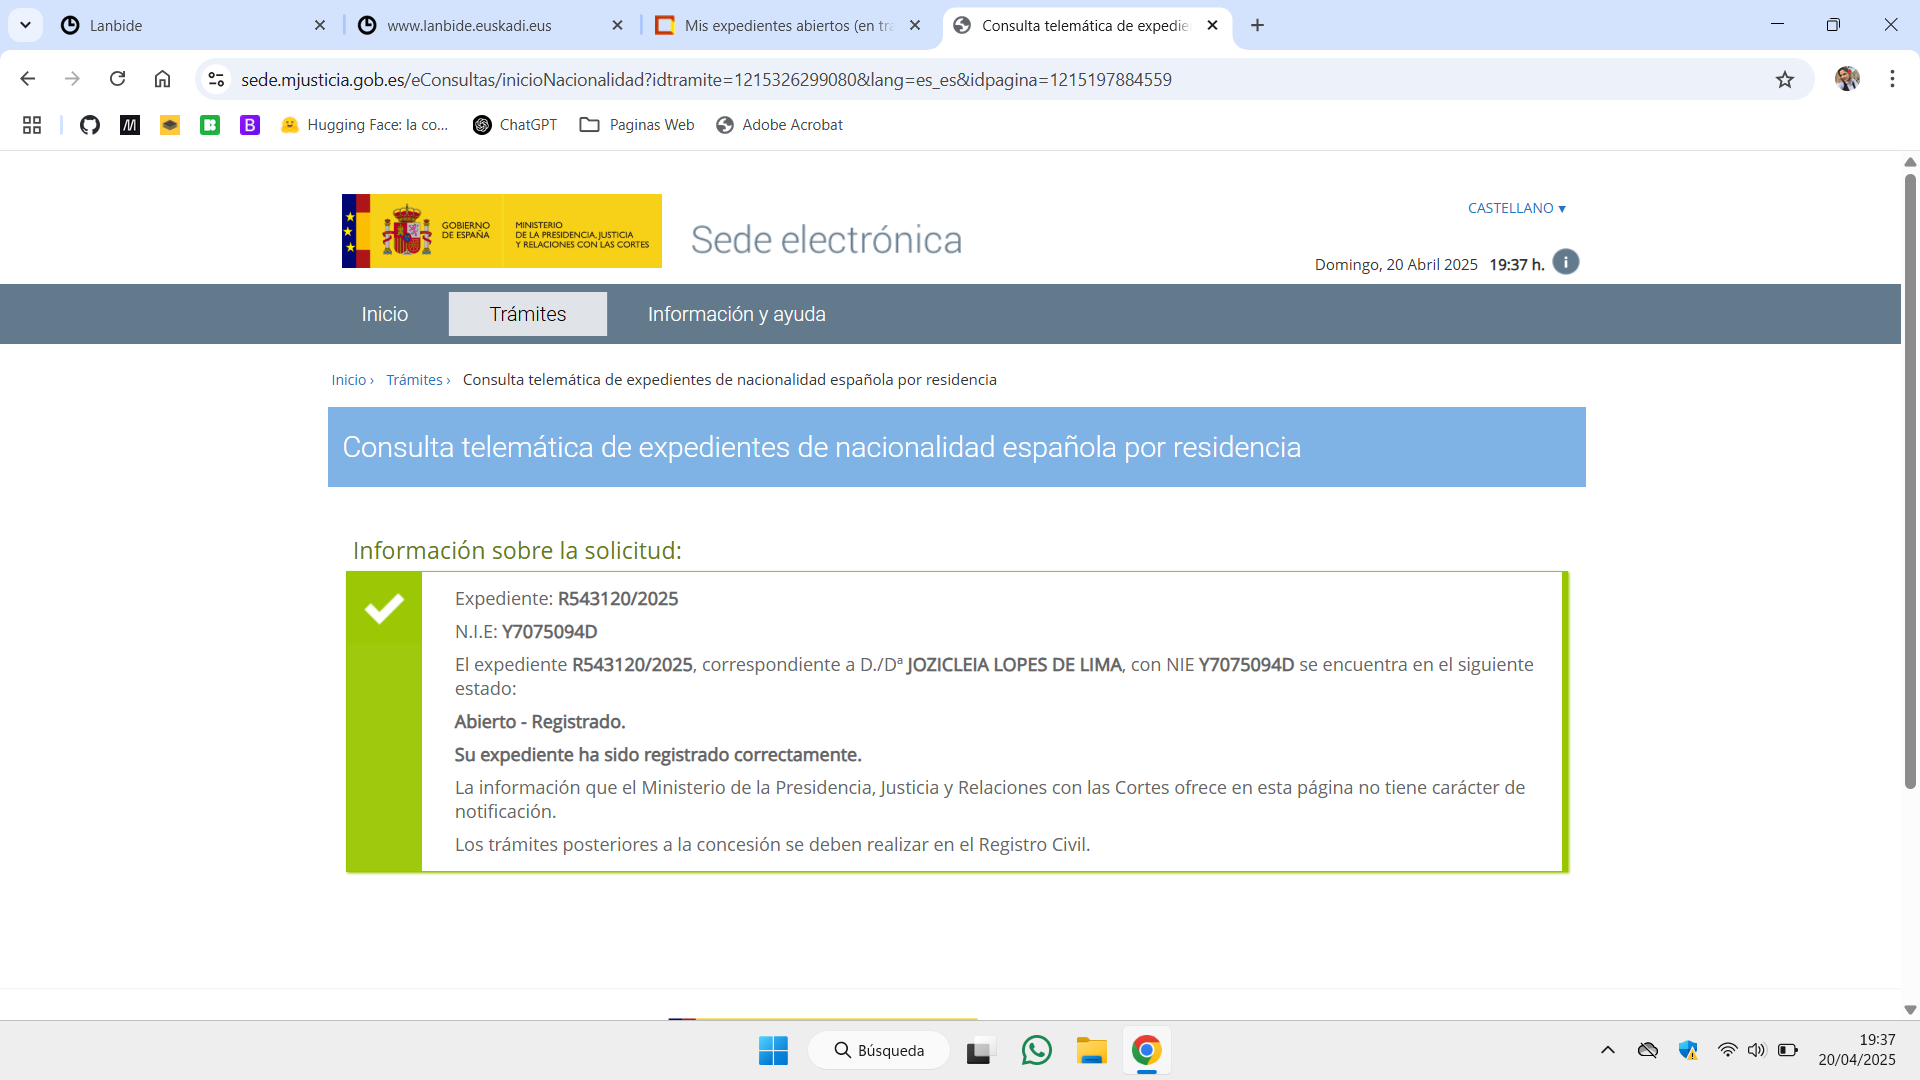 Lanbide
www.lanbide.euskadi.eus
Mis expedientes abiertos (en tra
Consulta telemática de expedie
sede.mjusticia.gob.es/eConsultas/inicioNacionalidad?idtramite=1215326299080&lang=es_es&idpagina=1215197884559
Hugging Face: la co...
ChatGPT
Paginas Web
Adobe Acrobat
GOBIERNO
DE ESPAÑA
MINISTERIO
DE LA PRESIDENCIA, JUSTICIA
Y RELACIONES CON LAS CORTES
Sede electrónica
CASTELLANO ▾
Domingo, 20 Abril 2025 19:37 h.
Inicio
Trámites
Información y ayuda
Inicio › Trámites › Consulta telemática de expedientes de nacionalidad española por residencia
Consulta telemática de expedientes de nacionalidad española por residencia
Información sobre la solicitud:
Expediente: R543120/2025
N.I.E: Y7075094D
El expediente R543120/2025, correspondiente a D./Dª JOZICLEIA LOPES DE LIMA, con NIE Y7075094D se encuentra en el siguiente
estado:
Abierto - Registrado.
Su expediente ha sido registrado correctamente.
La información que el Ministerio de la Presidencia, Justicia y Relaciones con las Cortes ofrece en esta página no tiene carácter de
notificación.
Los trámites posteriores a la concesión se deben realizar en el Registro Civil.
Búsqueda
19:37
20/04/2025